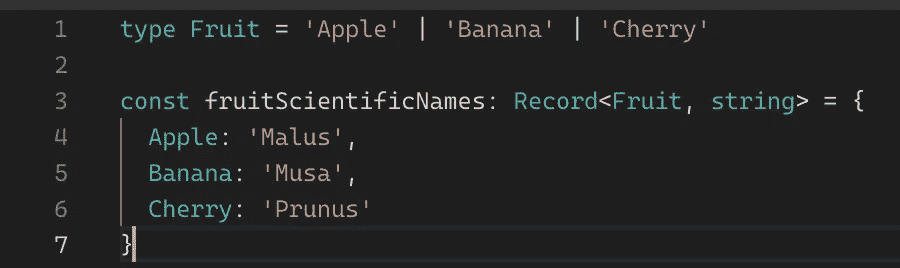 1 type Fruit = 'Apple' | 'Banana' | 'Cherry'
2
3 const fruitScientificNames: Record<Fruit, string> = {
4   Apple: 'Malus',
5   Banana: 'Musa',
6   Cherry: 'Prunus'
7 }